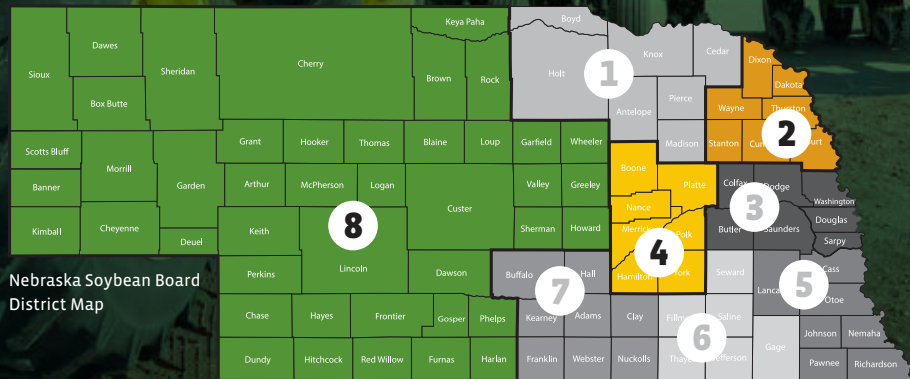 Keya Paha
Boyd
Dawes
Sioux
Sheridan
Cherry
Brown
Rock
Holt
Knox
Cedar
Dixon
Dakota
1
Box Butte
Antelope
Pierce
Wayne
Thurston
2
Scotts Bluff
Morrill
Garden
Grant
Hooker
Thomas
Blaine
Loup
Garfield
Wheeler
Madison
Stanton
Banner
Arthur
McPherson
Logan
Custer
Valley
Greeley
Boone
Platte
Colfax
Dodge
Washington
Nance
3
Kimball
Cheyenne
Deuel
Keith
8
Lincoln
Sherman
Howard
Merrick
Polk
Butler
Saunders
Douglas
Sarpy
4
Nebraska Soybean Board
District Map
Perkins
Dawson
Buffalo
Hall
Hamilton
York
Seward
Cass
Otoe
5
7
Chase
Hayes
Frontier
Gosper
Phelps
Kearney
Adams
Clay
Saline
6
Johnson
Nemaha
Dundy
Hitchcock
Red Willow
Furnas
Harlan
Franklin
Webster
Nuckolls
Gage
Pawnee
Richardson